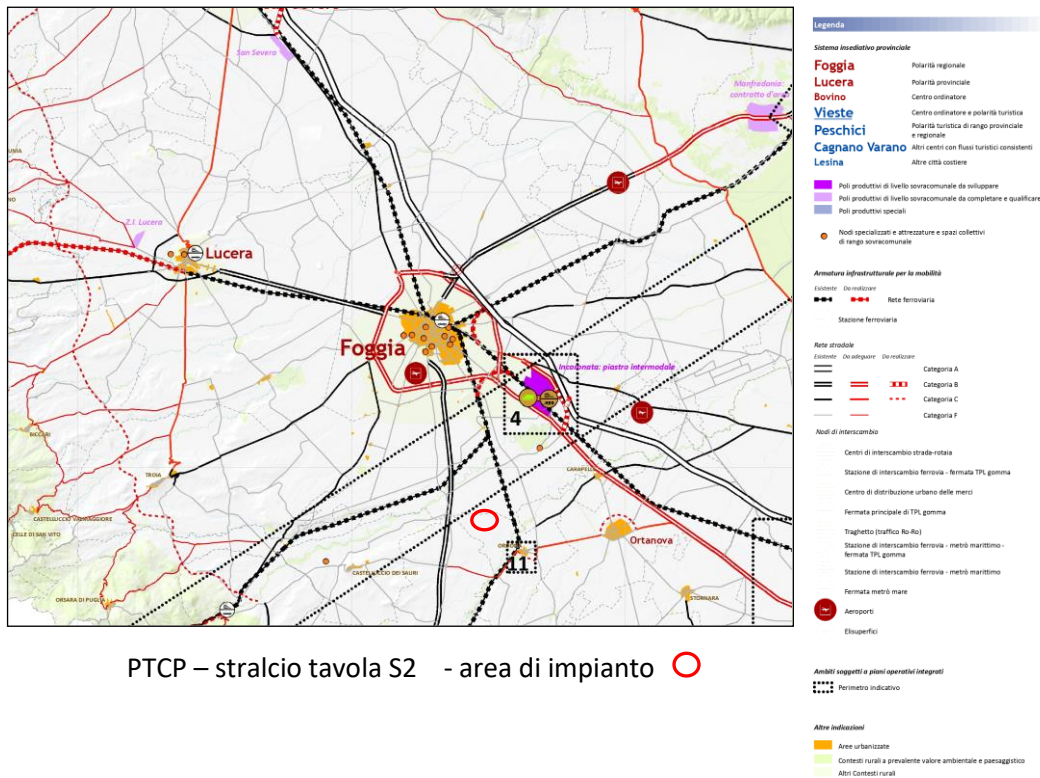 San Severo
Manfredonia:
contratto d'area
Z.I. Lucera
Lucera
Foggia
Incoronata: piastra intermodale
4
BICCARI
TROIA
CARAPELLE
CASTELLUCCIO VALMAGGIORE
CELLE DI SAN VITO
Ortanova
11
CASTELLUCCIO DEI SAURI
ORSARA DI PUGLIA
STORNARA
PTCP – stralcio tavola S2 - area di impianto
Legenda
Sistema insediativo provinciale
Foggia Polarità regionale
Lucera Polarità provinciale
Bovino Centro ordinatore
Vieste Centro ordinatore e polarità turistica
Peschici Polarità turistica di rango provinciale
e regionale
Cagnano Varano Altri centri con flussi turistici consistenti
Lesina Altre città costiere
Poli produttivi di livello sovracomunale da sviluppare
Poli produttivi di livello sovracomunale da completare e qualificare
Poli produttivi speciali
Nodi specializzati e attrezzature e spazi collettivi
di rango sovracomunale
Armatura infrastrutturale per la mobilità
Esistente Da realizzare
Rete ferroviaria
Stazione ferroviaria
Rete stradale
Esistente Da adeguare Da realizzare
Categoria A
Categoria B
Categoria C
Categoria F
Nodi di interscambio
Centri di interscambio strada-rotaia
Stazione di interscambio ferrovia - fermata TPL gomma
Centro di distribuzione urbano delle merci
Fermata principale di TPL gomma
Traghetto (traffico Ro-Ro)
Stazione di interscambio ferrovia - metrò marittimo -
fermata TPL gomma
Stazione di interscambio ferrovia - metrò marittimo
Fermata metrò mare
Aeroporti
Elisuperfici
Ambiti soggetti a piani operativi integrati
Perimetro indicativo
Altre indicazioni
Aree urbanizzate
Contesti rurali a prevalente valore ambientale e paesaggistico
Altri Contesti rurali